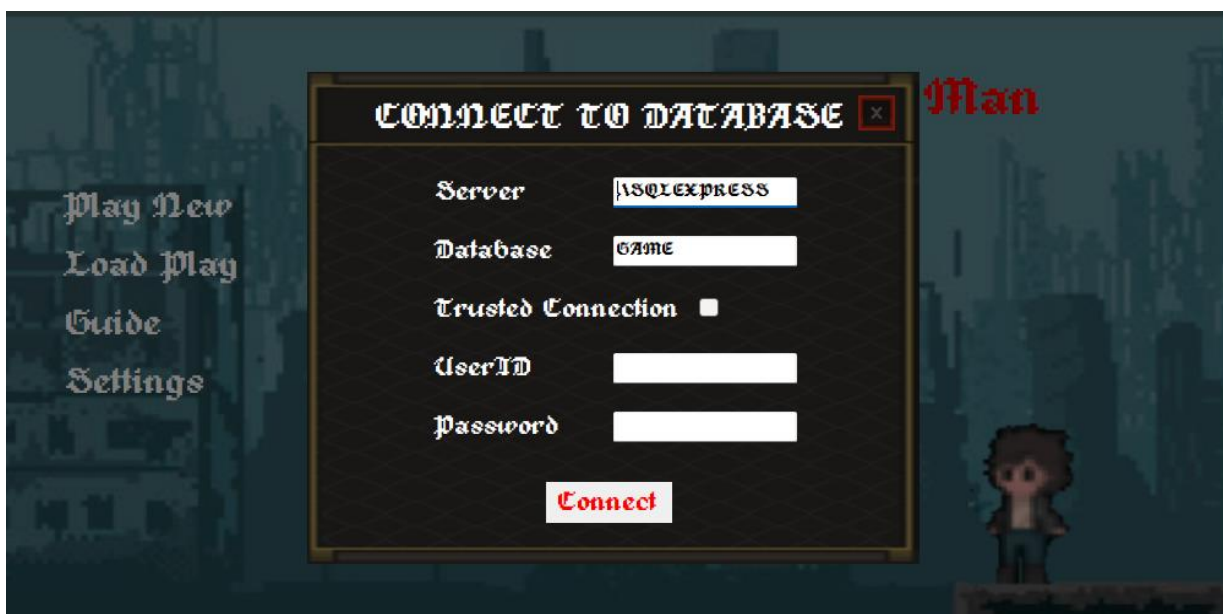 Man
CONNECT TO DATABASE x
Server .\SQLEXPRESS
Database GAME
Trusted Connection
UserID
Password
Connect
Play New
Load Play
Guide
Settings